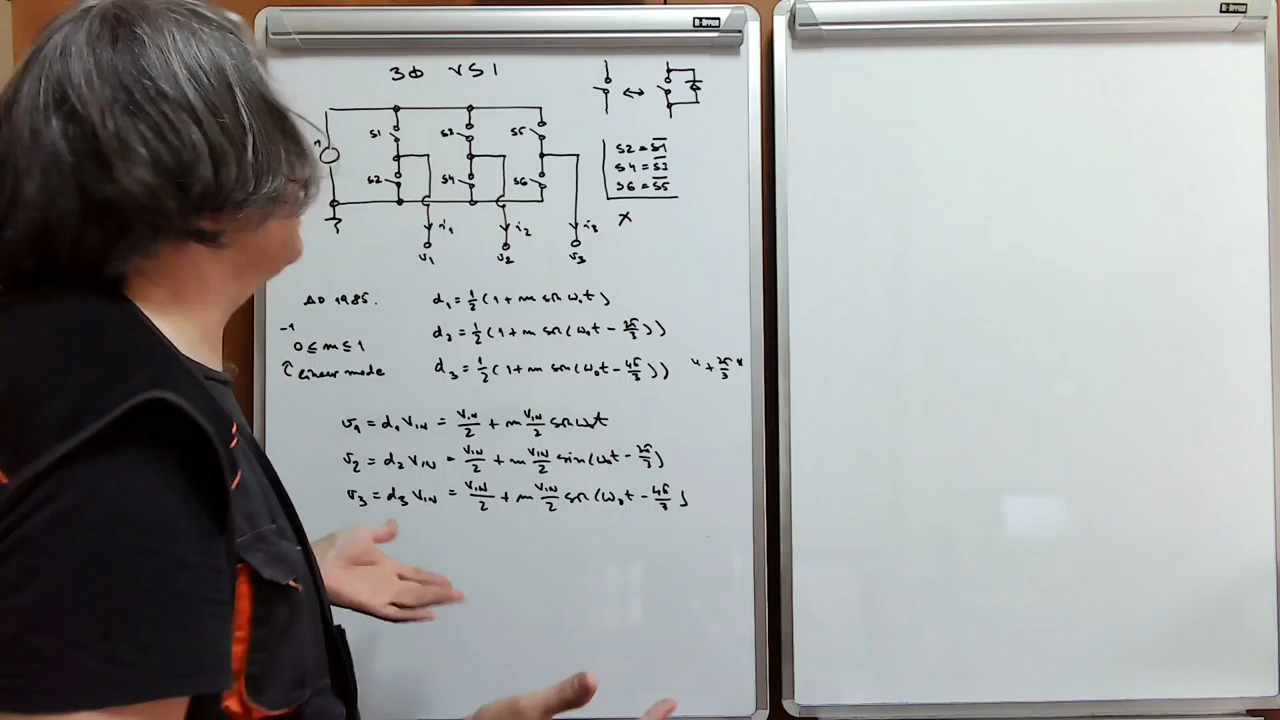 3Φ VSI
S1 S3 S5
S2 S4 S6
i1 i2 i3
v1 v2 v3
S2 = S̅1̅
S4 = S̅3̅
S6 = S̅5̅
ДО 1985.
d₁ = ½ (1 + m sin ω₀t)
d₂ = ½ (1 + m sin(ω₀t - 2π/3))
d₃ = ½ (1 + m sin(ω₀t - 4π/3)) "+ 2π/3"
-1
0 ≤ m ≤ 1
↑ linear mode
v₁ = d₁ VIN = VIN/2 + m VIN/2 sin ω₀t
v₂ = d₂ VIN = VIN/2 + m VIN/2 sin(ω₀t - 2π/3)
v₃ = d₃ VIN = VIN/2 + m VIN/2 sin(ω₀t - 4π/3)